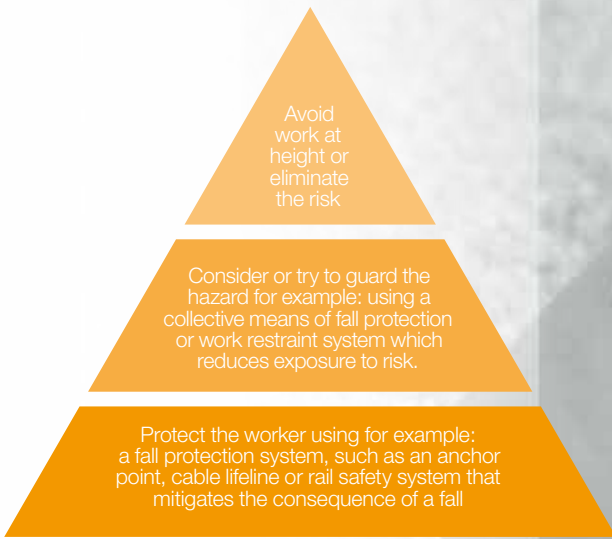 Avoid
work at
height or
eliminate
the risk
Consider or try to guard the
hazard for example: using a
collective means of fall protection
or work restraint system which
reduces exposure to risk.
Protect the worker using for example:
a fall protection system, such as an anchor
point, cable lifeline or rail safety system that
mitigates the consequence of a fall